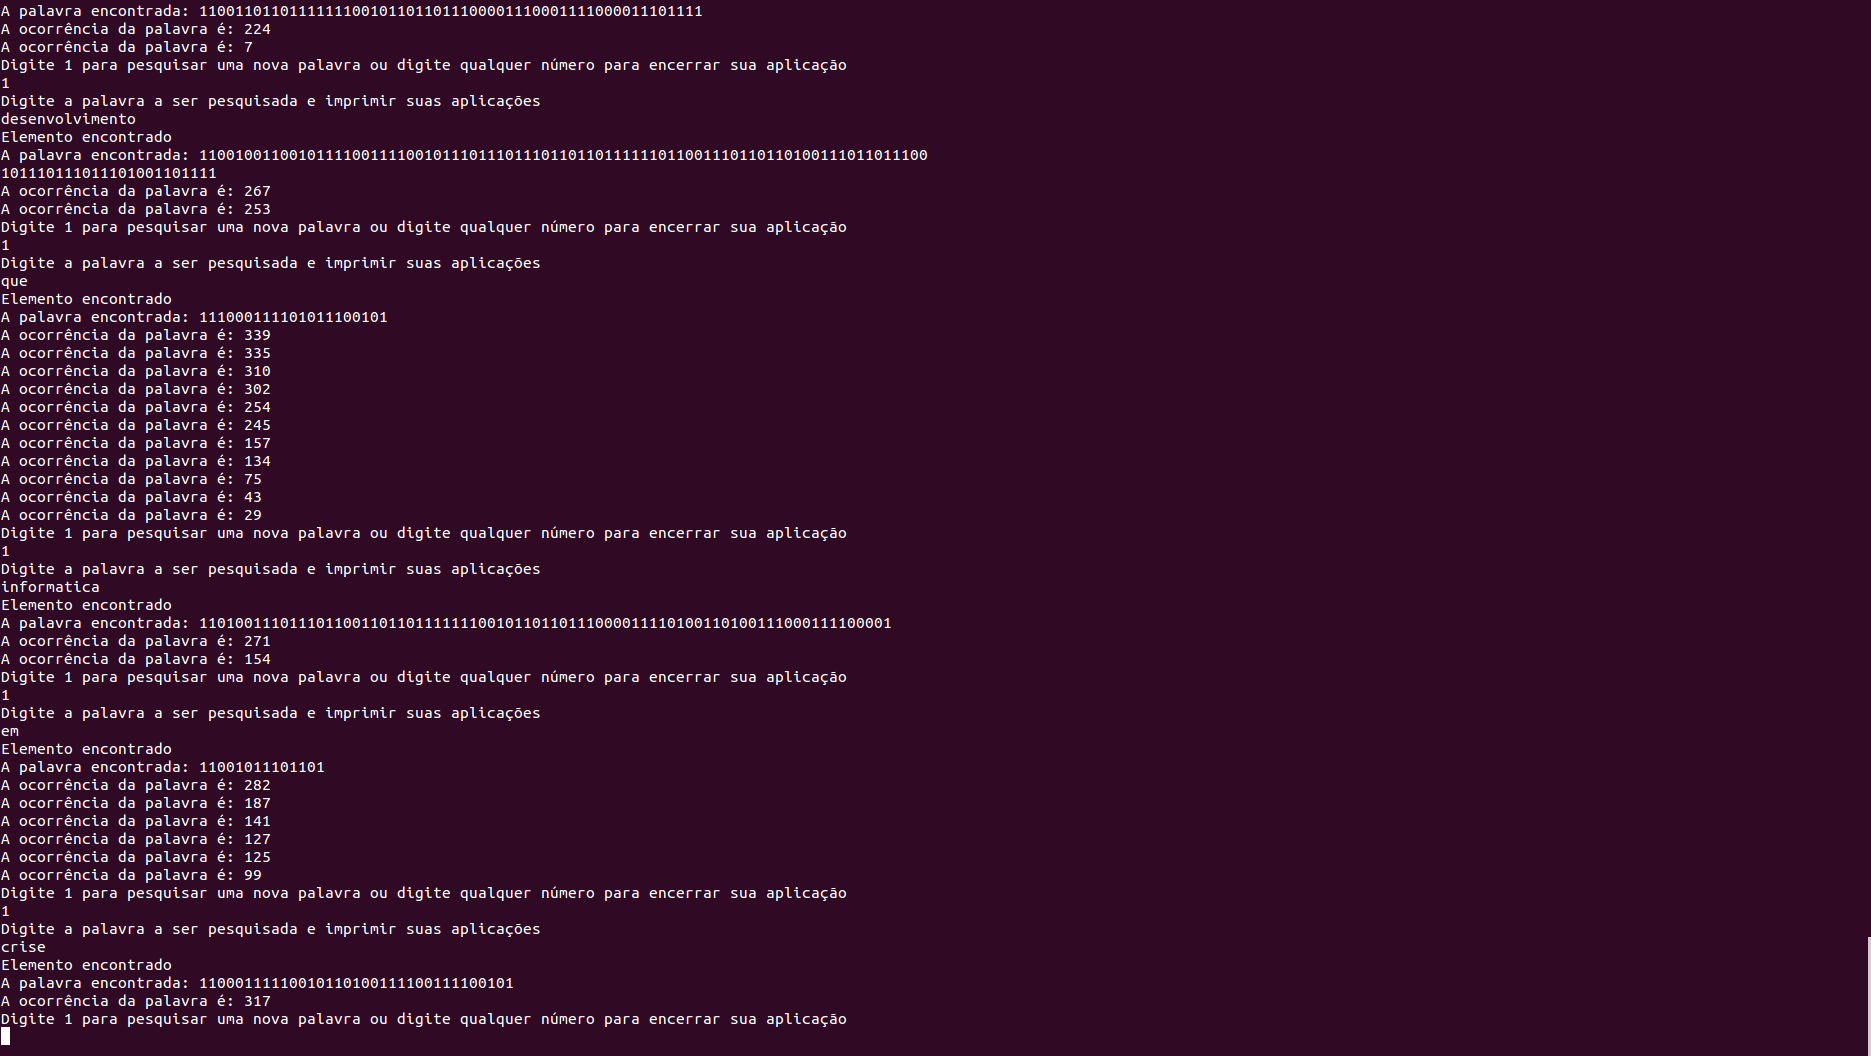 A palavra encontrada: 11001101101111111001011011011100001110001111000011101111
A ocorrência da palavra é: 224
A ocorrência da palavra é: 7
Digite 1 para pesquisar uma nova palavra ou digite qualquer número para encerrar sua aplicação
1
Digite a palavra a ser pesquisada e imprimir suas aplicações
desenvolvimento
Elemento encontrado
A palavra encontrada: 110010011001011110011110010111011101110110110111111011001110110110100111011011100
101110111011101001101111
A ocorrência da palavra é: 267
A ocorrência da palavra é: 253
Digite 1 para pesquisar uma nova palavra ou digite qualquer número para encerrar sua aplicação
1
Digite a palavra a ser pesquisada e imprimir suas aplicações
que
Elemento encontrado
A palavra encontrada: 111000111101011100101
A ocorrência da palavra é: 339
A ocorrência da palavra é: 335
A ocorrência da palavra é: 310
A ocorrência da palavra é: 302
A ocorrência da palavra é: 254
A ocorrência da palavra é: 245
A ocorrência da palavra é: 157
A ocorrência da palavra é: 134
A ocorrência da palavra é: 75
A ocorrência da palavra é: 43
A ocorrência da palavra é: 29
Digite 1 para pesquisar uma nova palavra ou digite qualquer número para encerrar sua aplicação
1
Digite a palavra a ser pesquisada e imprimir suas aplicações
informatica
Elemento encontrado
A palavra encontrada: 11010011101110110011011011111110010110110111000011110100110100111000111100001
A ocorrência da palavra é: 271
A ocorrência da palavra é: 154
Digite 1 para pesquisar uma nova palavra ou digite qualquer número para encerrar sua aplicação
1
Digite a palavra a ser pesquisada e imprimir suas aplicações
em
Elemento encontrado
A palavra encontrada: 11001011101101
A ocorrência da palavra é: 282
A ocorrência da palavra é: 187
A ocorrência da palavra é: 141
A ocorrência da palavra é: 127
A ocorrência da palavra é: 125
A ocorrência da palavra é: 99
Digite 1 para pesquisar uma nova palavra ou digite qualquer número para encerrar sua aplicação
1
Digite a palavra a ser pesquisada e imprimir suas aplicações
crise
Elemento encontrado
A palavra encontrada: 11000111110010110100111100111100101
A ocorrência da palavra é: 317
Digite 1 para pesquisar uma nova palavra ou digite qualquer número para encerrar sua aplicação